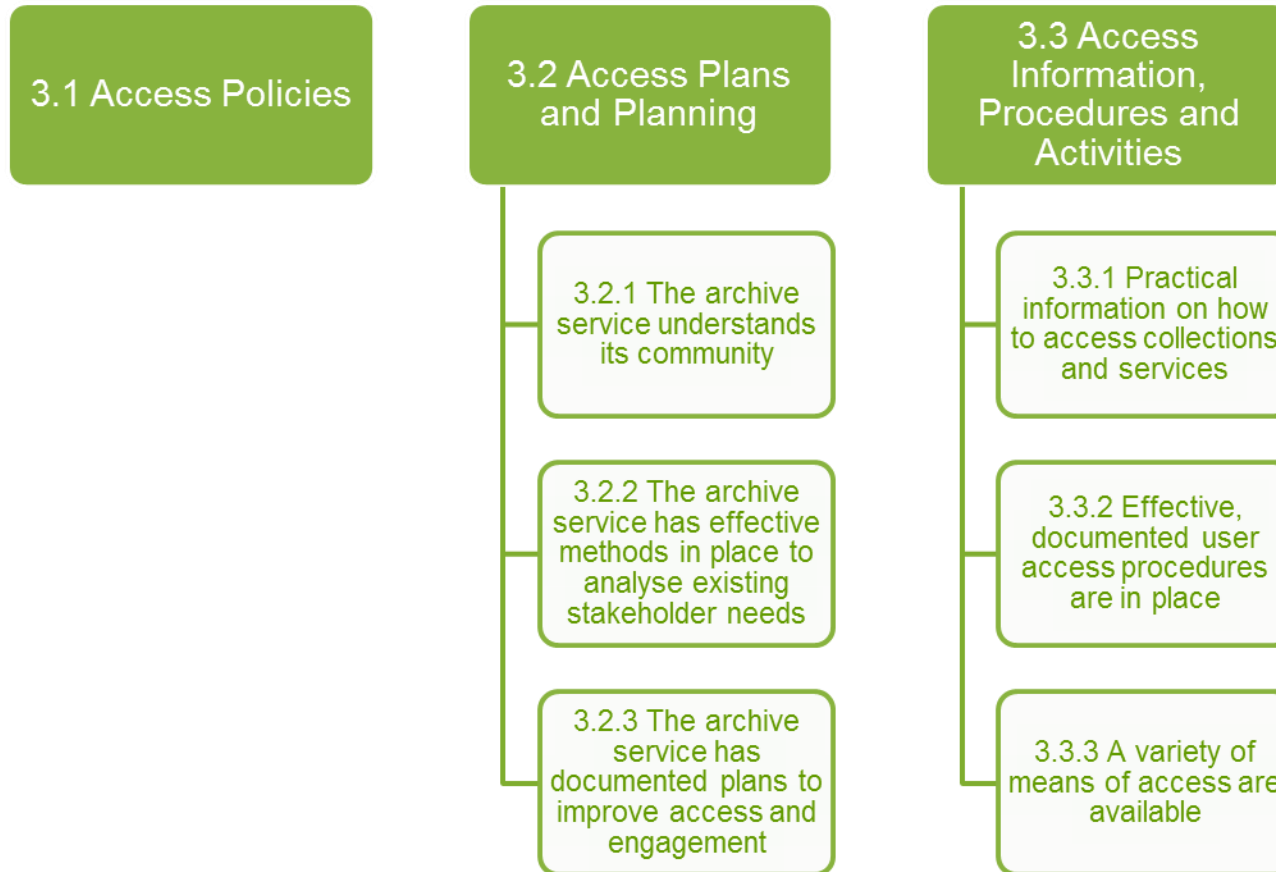 3.1 Access Policies
3.2 Access Plans
and Planning
3.2.1 The archive
service understands
its community
3.2.2 The archive
service has effective
methods in place to
analyse existing
stakeholder needs
3.2.3 The archive
service has
documented plans to
improve access and
engagement
3.3 Access
Information,
Procedures and
Activities
3.3.1 Practical
information on how
to access collections
and services
3.3.2 Effective,
documented user
access procedures
are in place
3.3.3 A variety of
means of access are
available